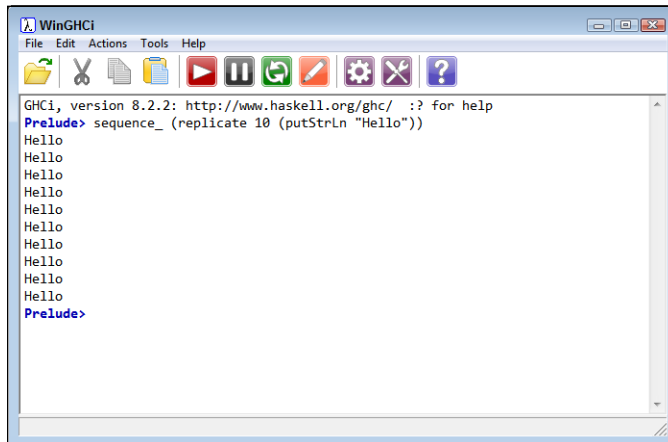 WinGHCi
File Edit Actions Tools Help
GHCi, version 8.2.2: http://www.haskell.org/ghc/  :? for help
Prelude> sequence_ (replicate 10 (putStrLn "Hello"))
Hello
Hello
Hello
Hello
Hello
Hello
Hello
Hello
Hello
Hello
Prelude>